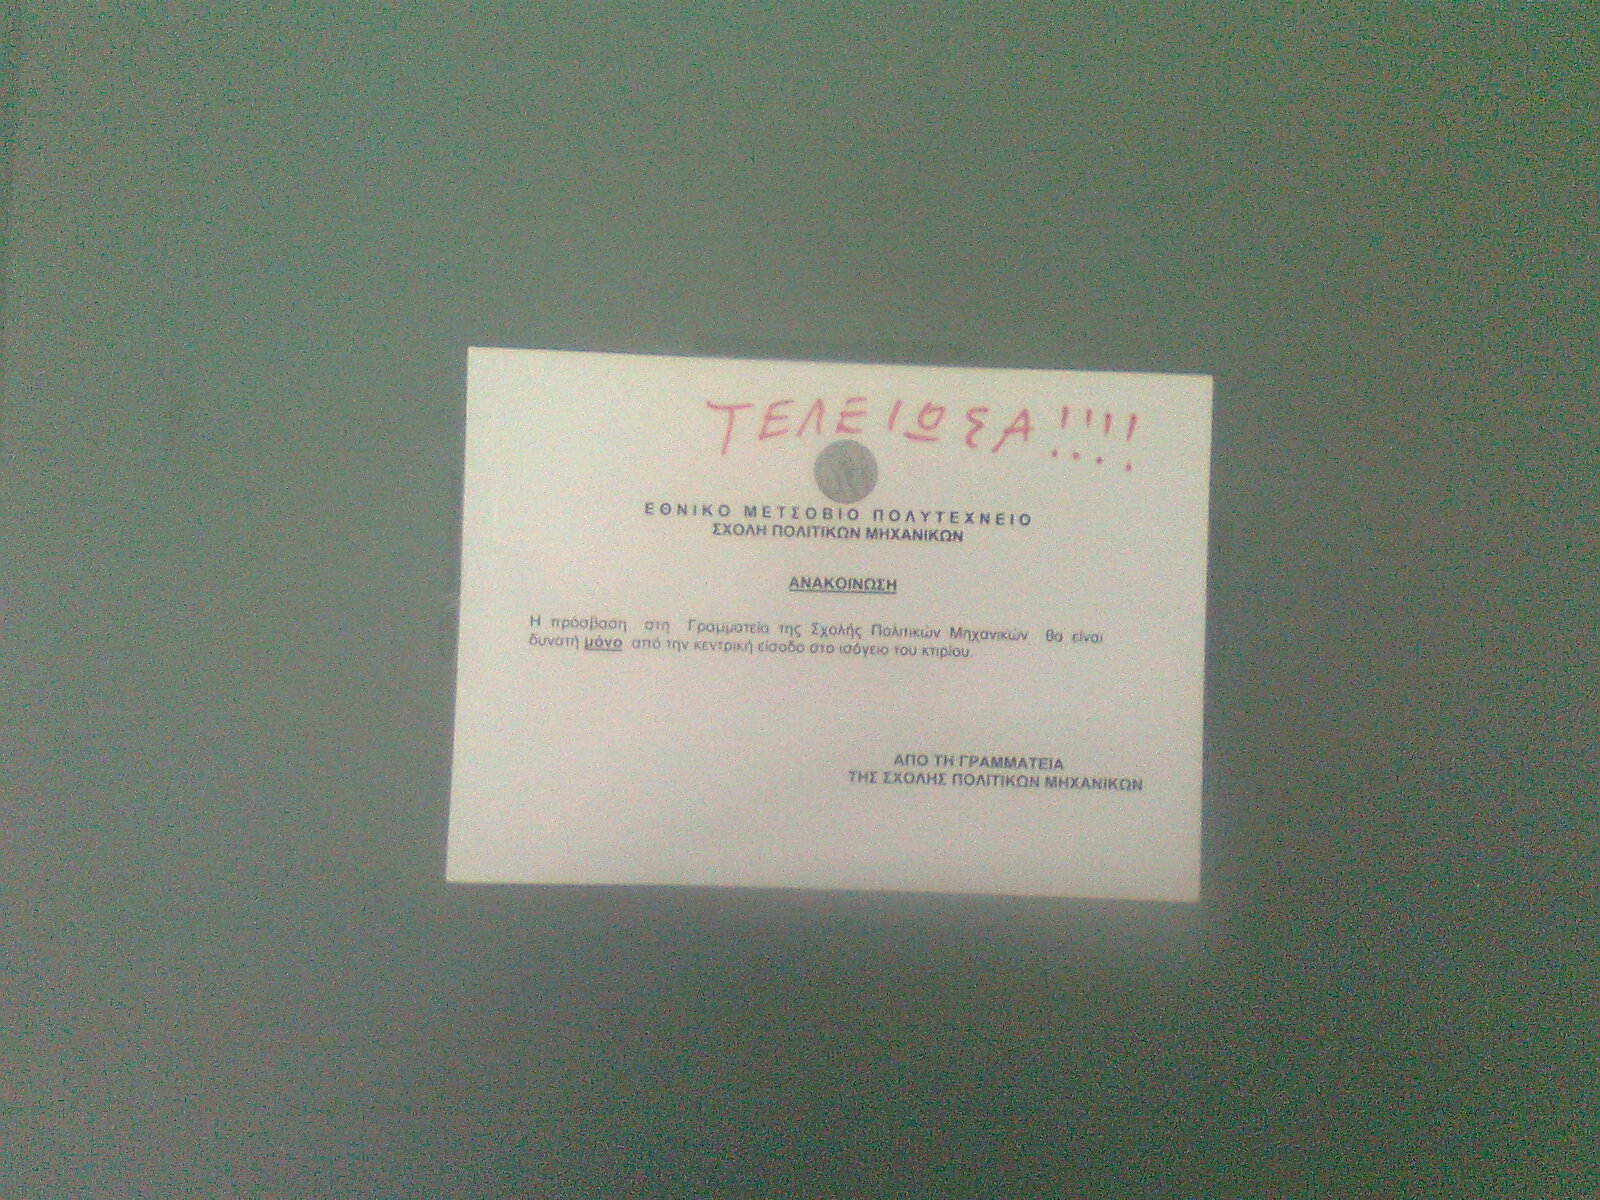 ΤΕΛΕΙΩΣΑ!!!!
ΕΘΝΙΚΟ ΜΕΤΣΟΒΙΟ ΠΟΛΥΤΕΧΝΕΙΟ
ΣΧΟΛΗ ΠΟΛΙΤΙΚΩΝ ΜΗΧΑΝΙΚΩΝ
ΑΝΑΚΟΙΝΩΣΗ
Η πρόσβαση στη Γραμματεία της Σχολής Πολιτικών Μηχανικών θα είναι
δυνατή μόνο από την κεντρική είσοδο στο ισόγειο του κτιρίου.
ΑΠΟ ΤΗ ΓΡΑΜΜΑΤΕΙΑ
ΤΗΣ ΣΧΟΛΗΣ ΠΟΛΙΤΙΚΩΝ ΜΗΧΑΝΙΚΩΝ